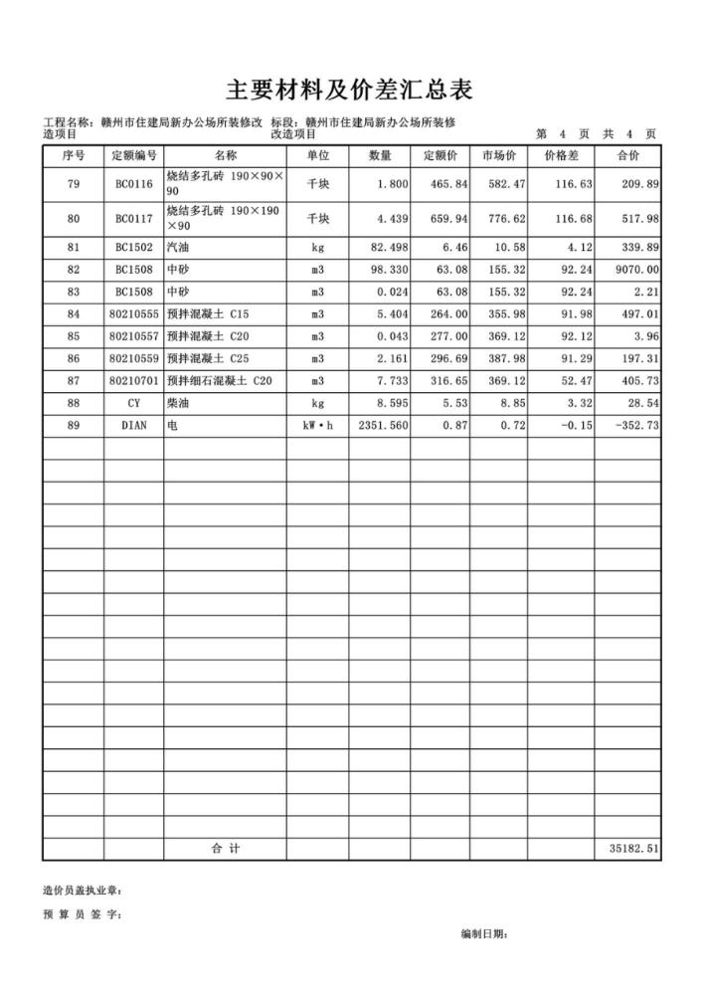 主要材料及价差汇总表
工程名称：赣州市住建局新办公场所装修改 标段：赣州市住建局新办公场所装修
造项目 改造项目 第 4 页 共 4 页
序号 定额编号 名称 单位 数量 定额价 市场价 价格差 合价
79 BC0116 烧结多孔砖 190×90× 千块 1.800 465.84 582.47 116.63 209.89
90
80 BC0117 烧结多孔砖 190×190 千块 4.439 659.94 776.62 116.68 517.98
×90
81 BC1502 汽油 kg 82.498 6.46 10.58 4.12 339.89
82 BC1508 中砂 m3 98.330 63.08 155.32 92.24 9070.00
83 BC1508 中砂 m3 0.024 63.08 155.32 92.24 2.21
84 80210555 预拌混凝土 C15 m3 5.404 264.00 355.98 91.98 497.01
85 80210557 预拌混凝土 C20 m3 0.043 277.00 369.12 92.12 3.96
86 80210559 预拌混凝土 C25 m3 2.161 296.69 387.98 91.29 197.31
87 80210701 预拌细石混凝土 C20 m3 7.733 316.65 369.12 52.47 405.73
88 CY 柴油 kg 8.595 5.53 8.85 3.32 28.54
89 DIAN 电 kW·h 2351.560 0.87 0.72 -0.15 -352.73
合 计 35182.51
造价员盖执业章：
预 算 员 签 字：
编制日期：